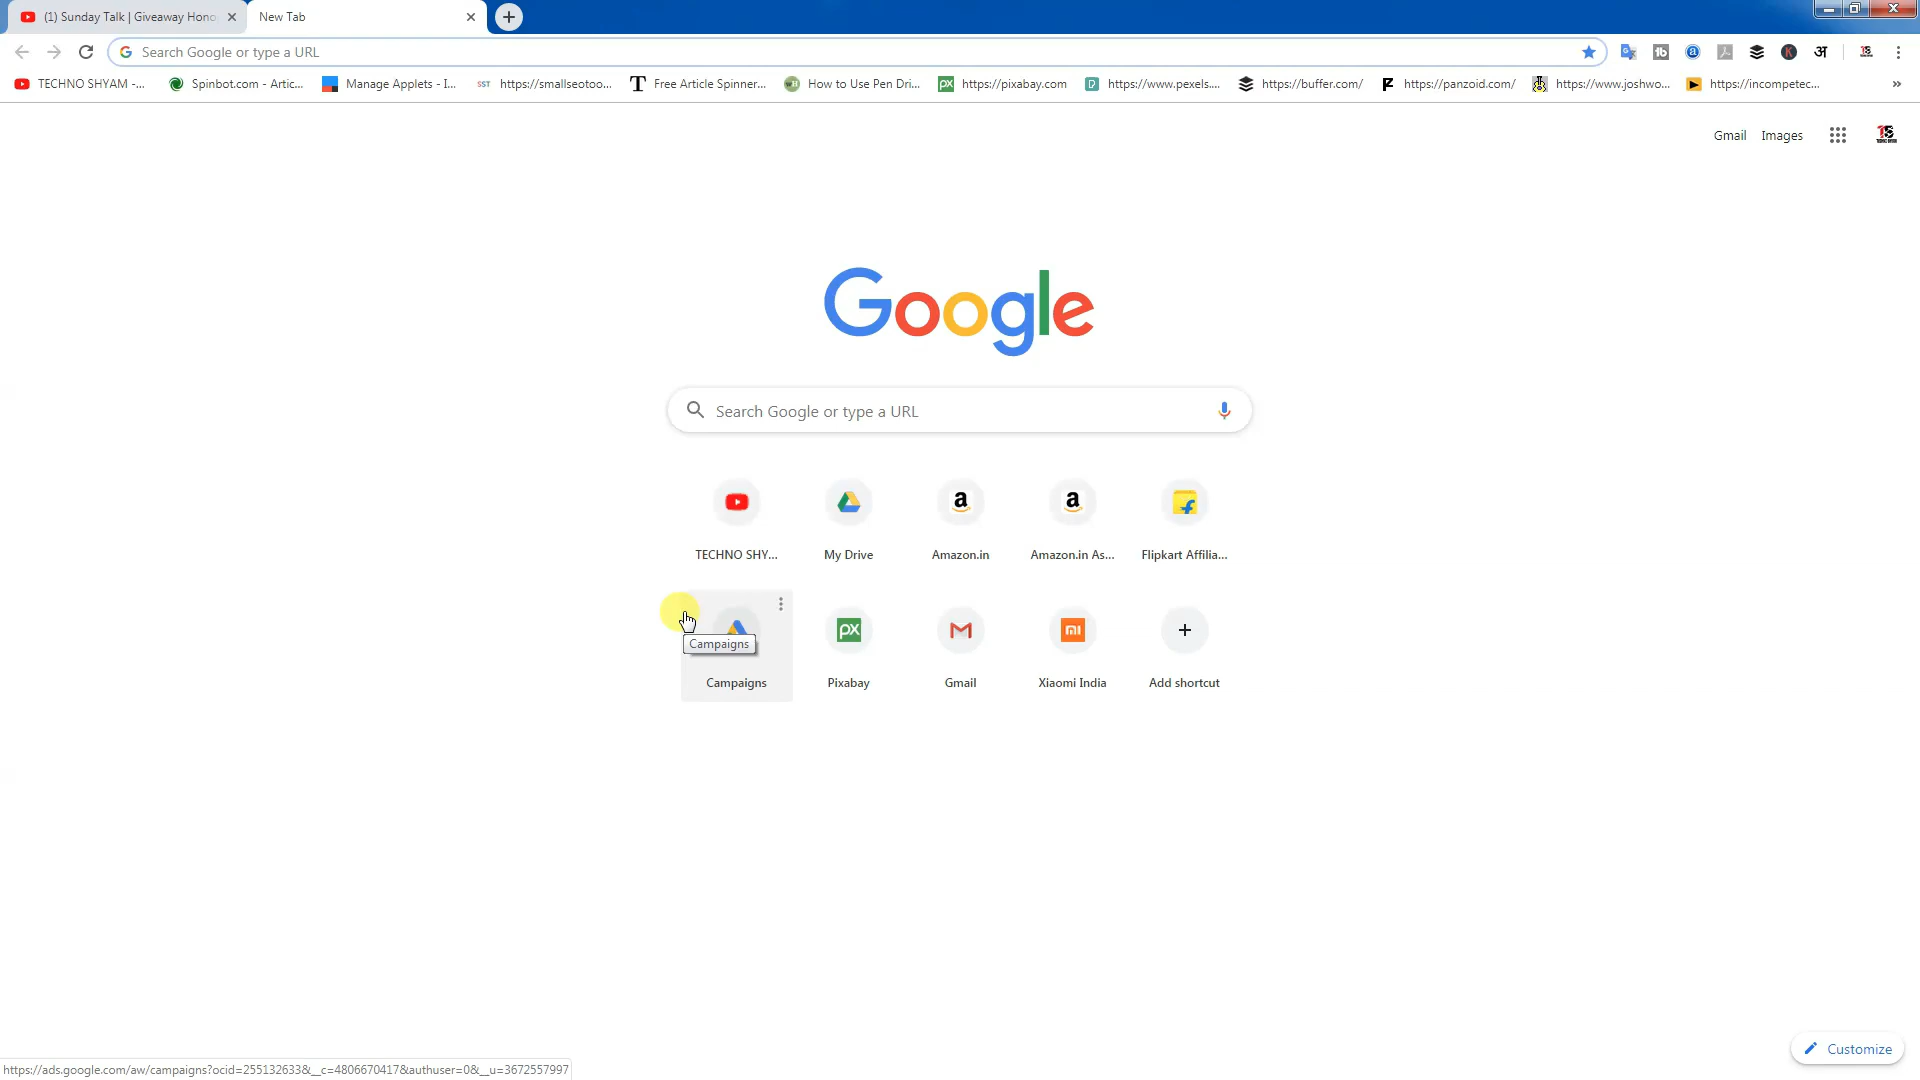 (1) Sunday Talk | Giveaway Hono
New Tab
Search Google or type a URL
TECHNO SHYAM -...
Spinbot.com - Artic...
Manage Applets - I...
SST https://smallseotoo...
Free Article Spinner...
How to Use Pen Dri...
https://pixabay.com
https://www.pexels....
https://buffer.com/
https://panzoid.com/
https://www.joshwo...
https://incompetec...
Gmail
Images
Google
Search Google or type a URL
TECHNO SHY...
My Drive
Amazon.in
Amazon.in As...
Flipkart Affilia...
Campaigns
Campaigns
Pixabay
Gmail
Xiaomi India
Add shortcut
Customize
https://ads.google.com/aw/campaigns?ocid=255132633&__c=4806670417&authuser=0&__u=3672557997